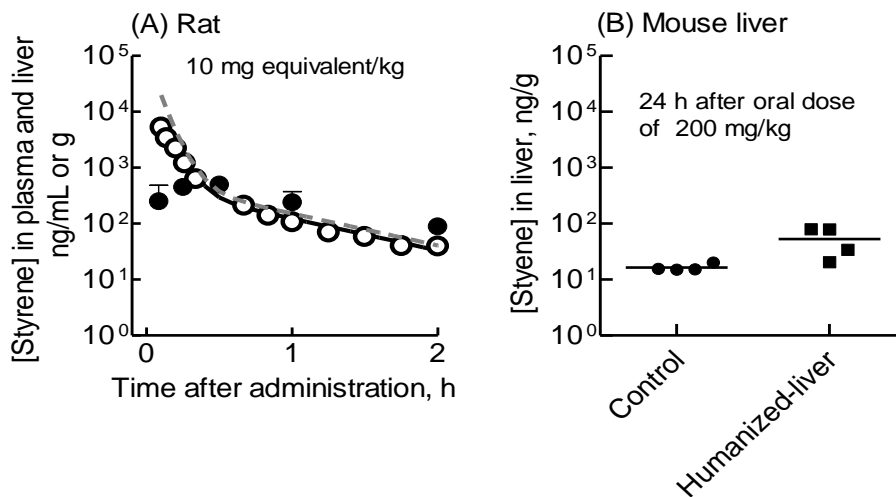 (A) Rat
10 mg equivalent/kg
[Styrene] in plasma and liver
ng/mL or g
10⁵
10⁴
10³
10²
10¹
10⁰
0
1
2
Time after administration, h
(B) Mouse liver
24 h after oral dose
of 200 mg/kg
[Styene] in liver, ng/g
10⁵
10⁴
10³
10²
10¹
10⁰
Control
Humanized-liver